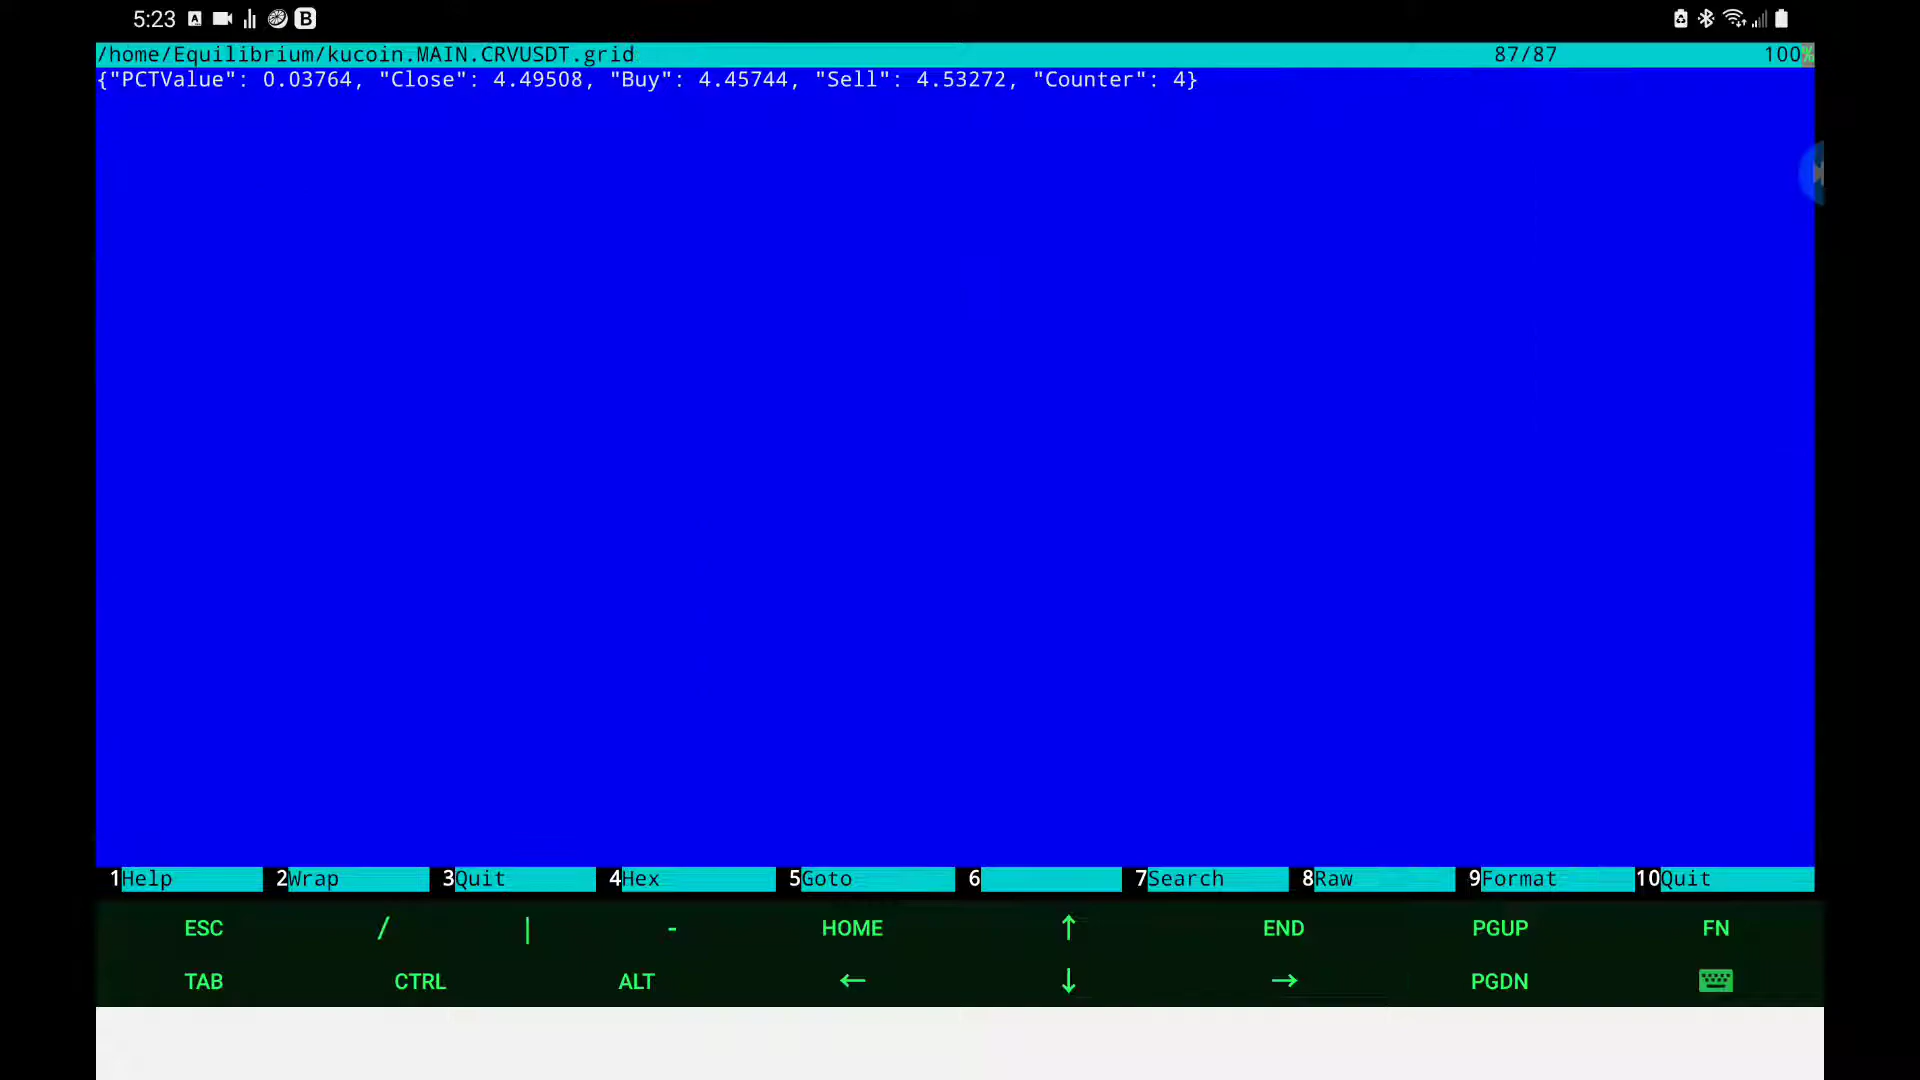 5:23 A B
/home/Equilibrium/kucoin.MAIN.CRVUSDT.grid 87/87 100%
{"PCTValue": 0.03764, "Close": 4.49508, "Buy": 4.45744, "Sell": 4.53272, "Counter": 4}
1Help 2Wrap 3Quit 4Hex 5Goto 6 7Search 8Raw 9Format 10Quit
ESC / | - HOME ↑ END PGUP FN
TAB CTRL ALT ← ↓ → PGDN